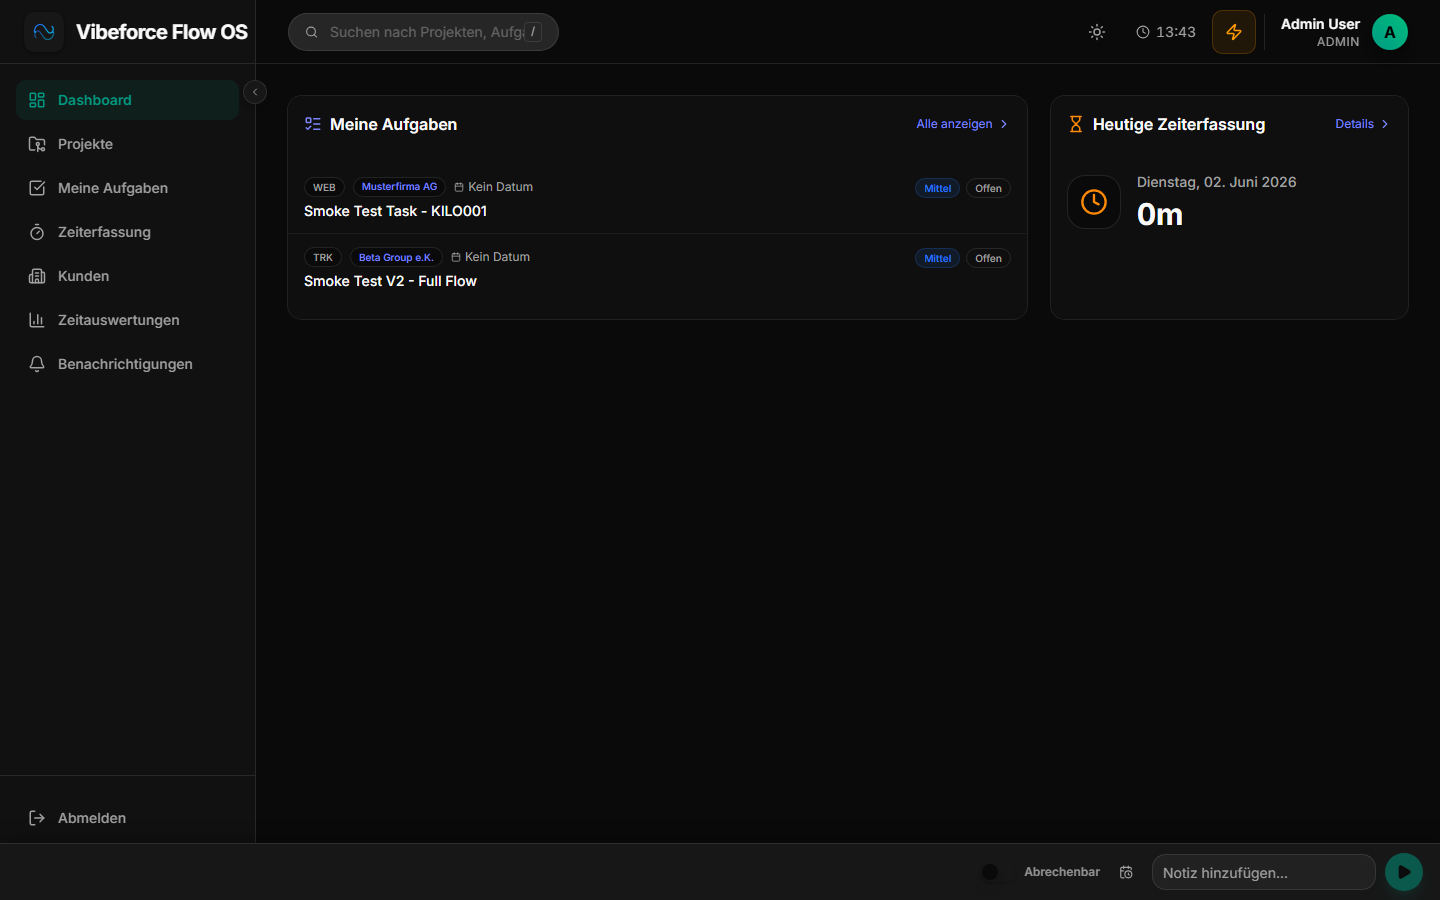 Vibeforce Flow OS
Suchen nach Projekten, Aufg
/
13:43
Admin User
ADMIN
A
Dashboard
Projekte
Meine Aufgaben
Zeiterfassung
Kunden
Zeitauswertungen
Benachrichtigungen
Abmelden
Meine Aufgaben
Alle anzeigen
WEB Musterfirma AG Kein Datum Mittel Offen
Smoke Test Task - KILO001
TRK Beta Group e.K. Kein Datum Mittel Offen
Smoke Test V2 - Full Flow
Heutige Zeiterfassung
Details
Dienstag, 02. Juni 2026
0m
Abrechenbar
Notiz hinzufügen...